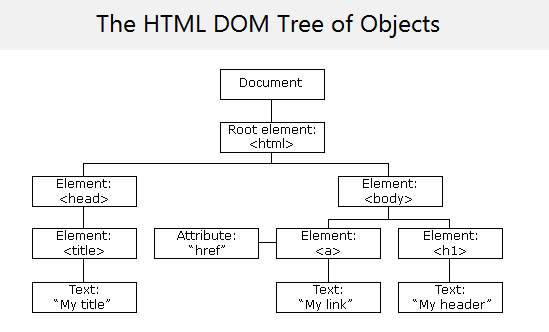 The HTML DOM Tree of Objects
Document
Root element:
<html>
Element:
<head>
Element:
<body>
Element:
<title>
Attribute:
“href”
Element:
<a>
Element:
<h1>
Text:
“My title”
Text:
“My link”
Text:
“My header”